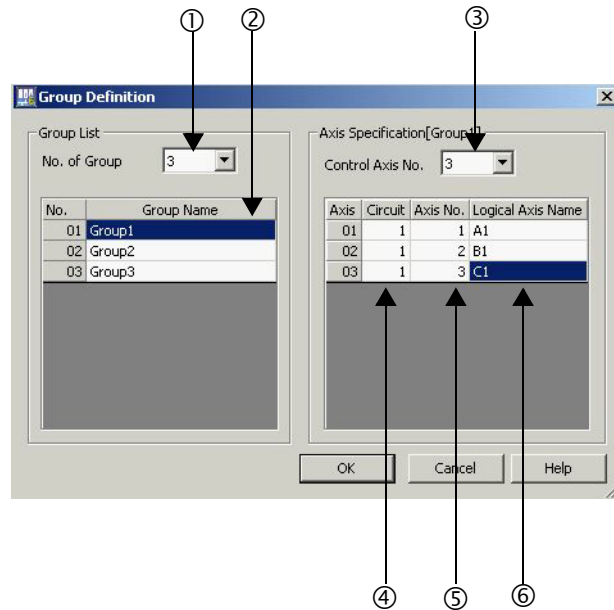 ① ② ③
Group Definition
Group List
No. of Group 3
No. Group Name
01 Group1
02 Group2
03 Group3
Axis Specification[Group1]
Control Axis No. 3
Axis Circuit Axis No. Logical Axis Name
01 1 1 A1
02 1 2 B1
03 1 3 C1
OK Cancel Help
④ ⑤ ⑥